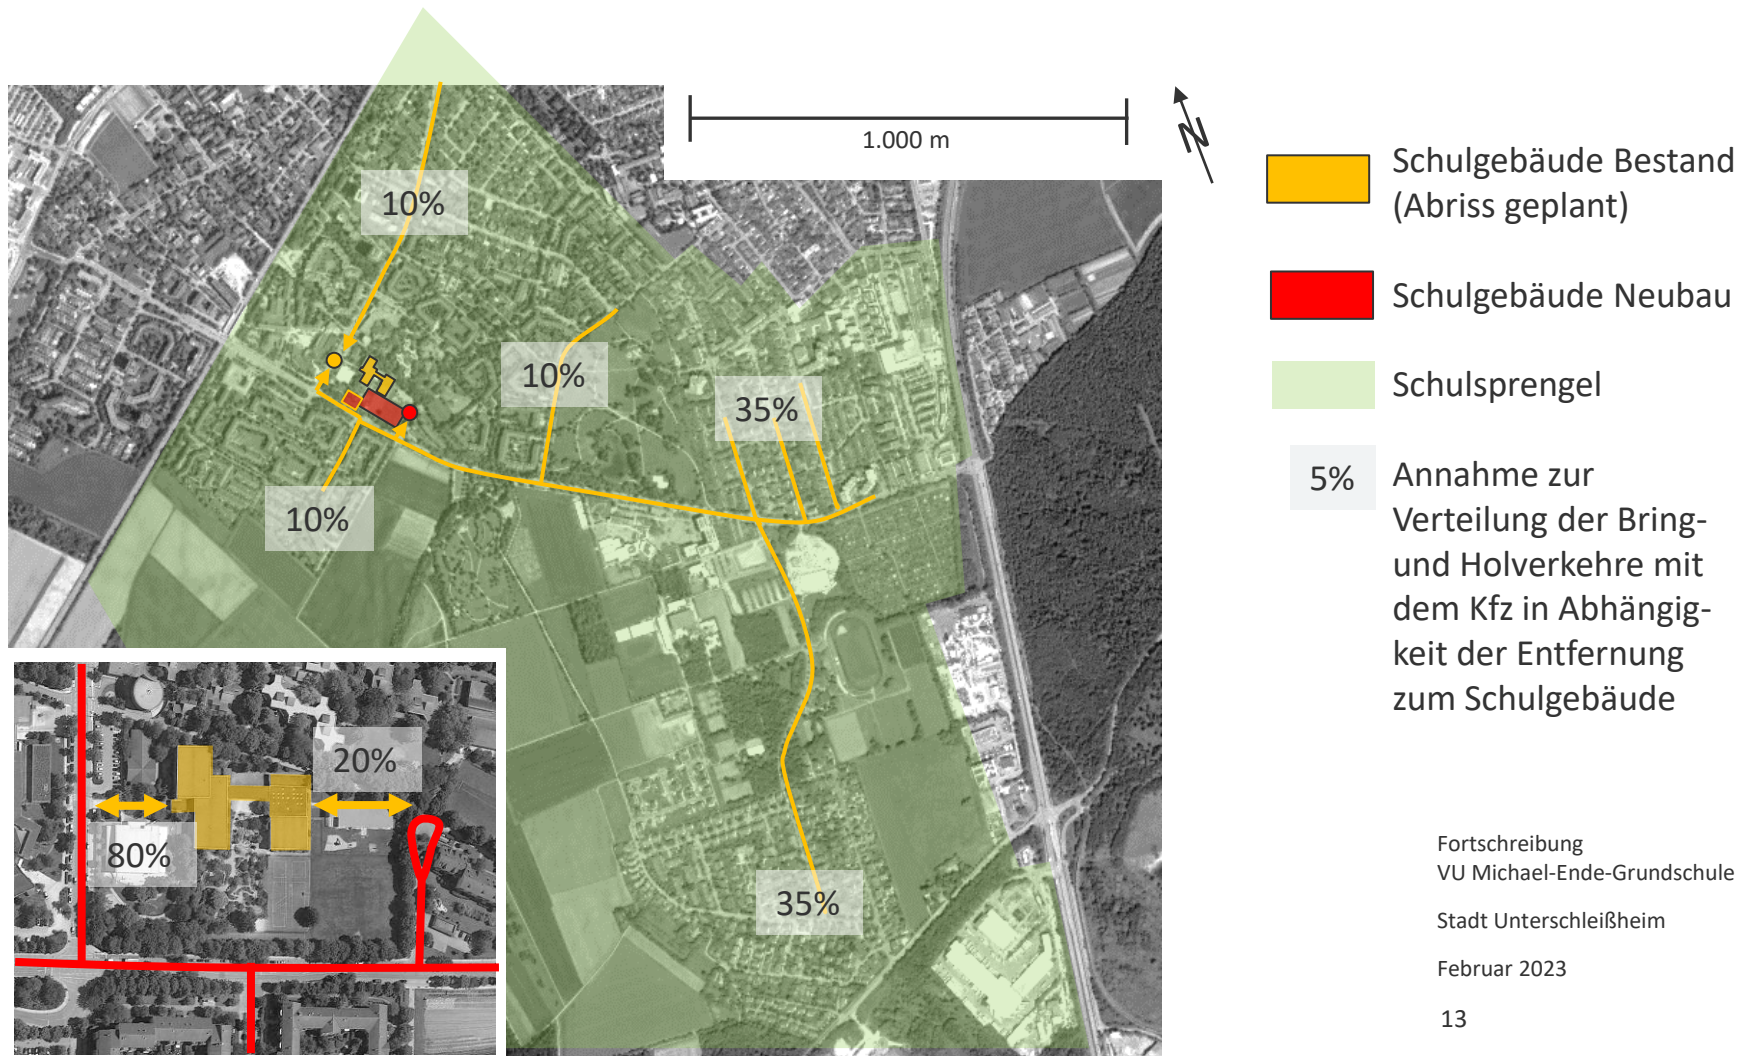 1.000 m
N
10%
10%
35%
10%
35%
20%
80%
Schulgebäude Bestand
(Abriss geplant)
Schulgebäude Neubau
Schulsprengel
5%
Annahme zur
Verteilung der Bring-
und Holverkehre mit
dem Kfz in Abhängig-
keit der Entfernung
zum Schulgebäude
Fortschreibung
VU Michael-Ende-Grundschule
Stadt Unterschleißheim
Februar 2023
13